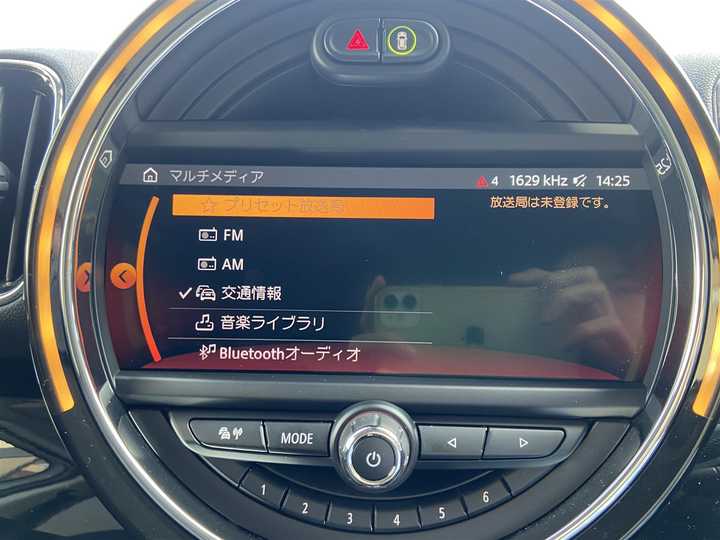 マルチメディア 4 1629 kHz 14:25
プリセット放送局 放送局は未登録です。
FM
AM
交通情報
音楽ライブラリ
Bluetoothオーディオ
MODE
1 2 3 4 5 6